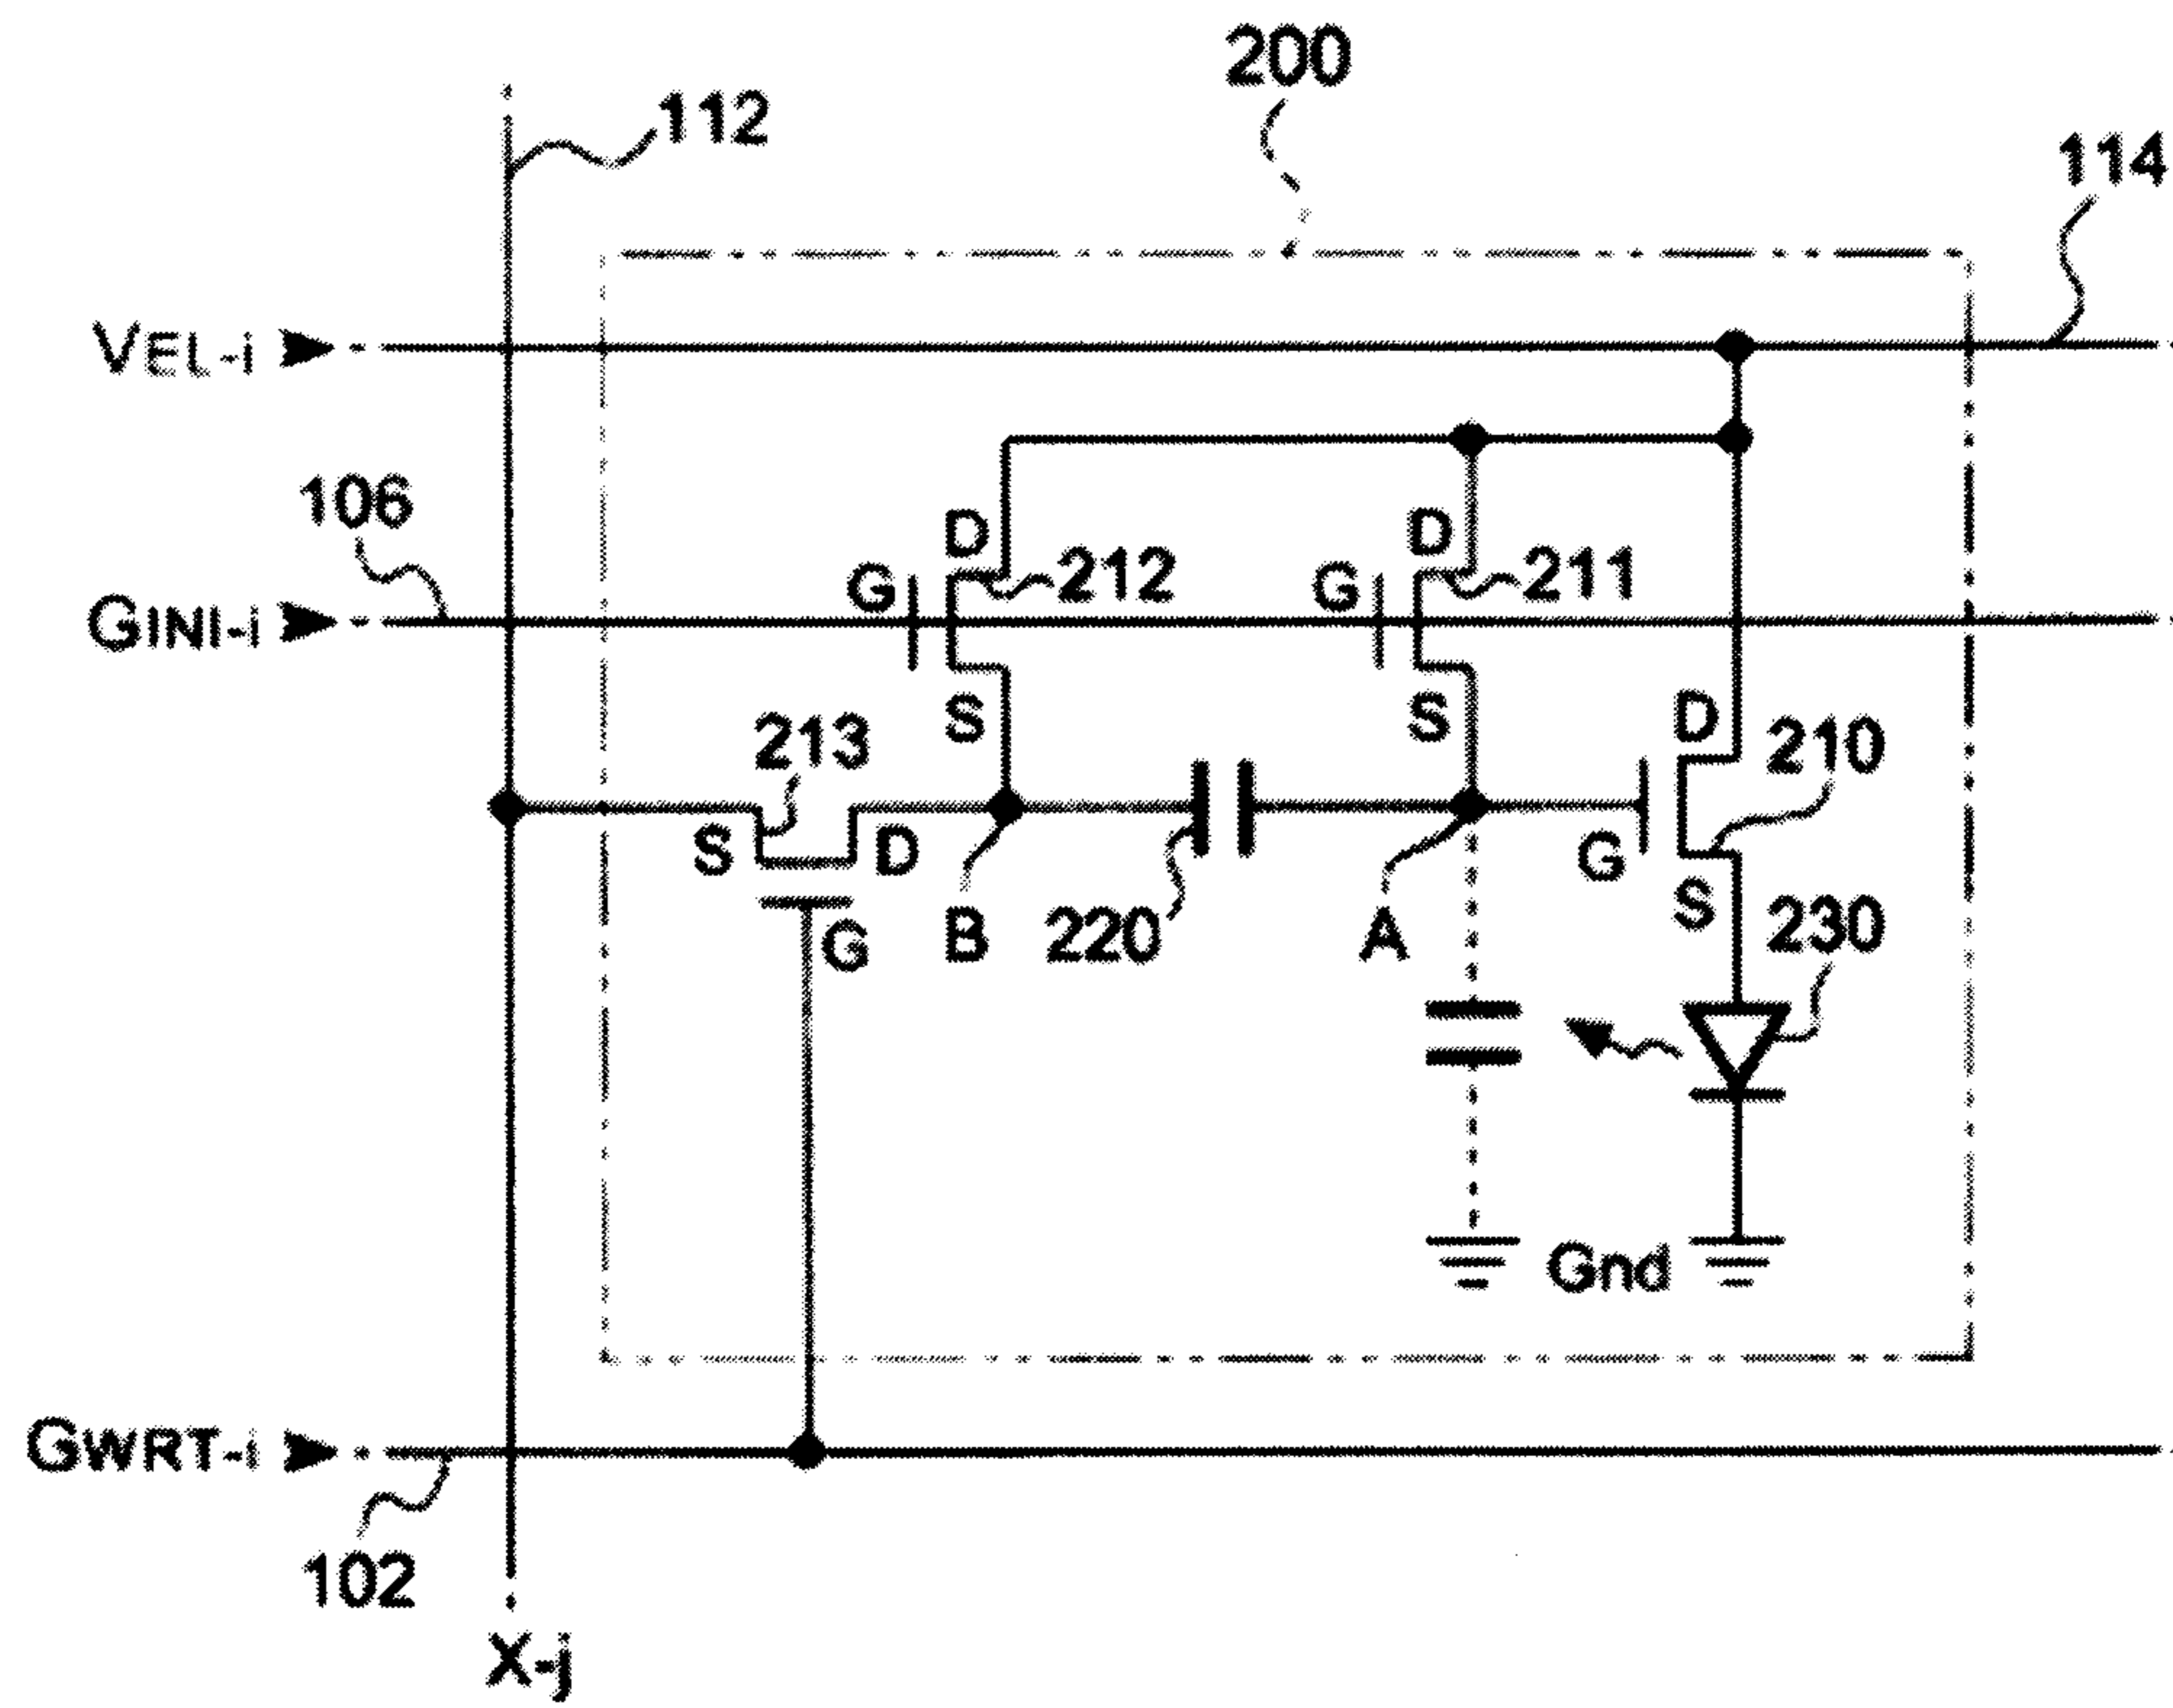 200
112
114
VEL-i
106
D
D
G
212
G
211
GINI-i
S
S
D
213
210
S
D
G
S
G
B
220
A
230
Gnd
GWRT-i
102
X-j